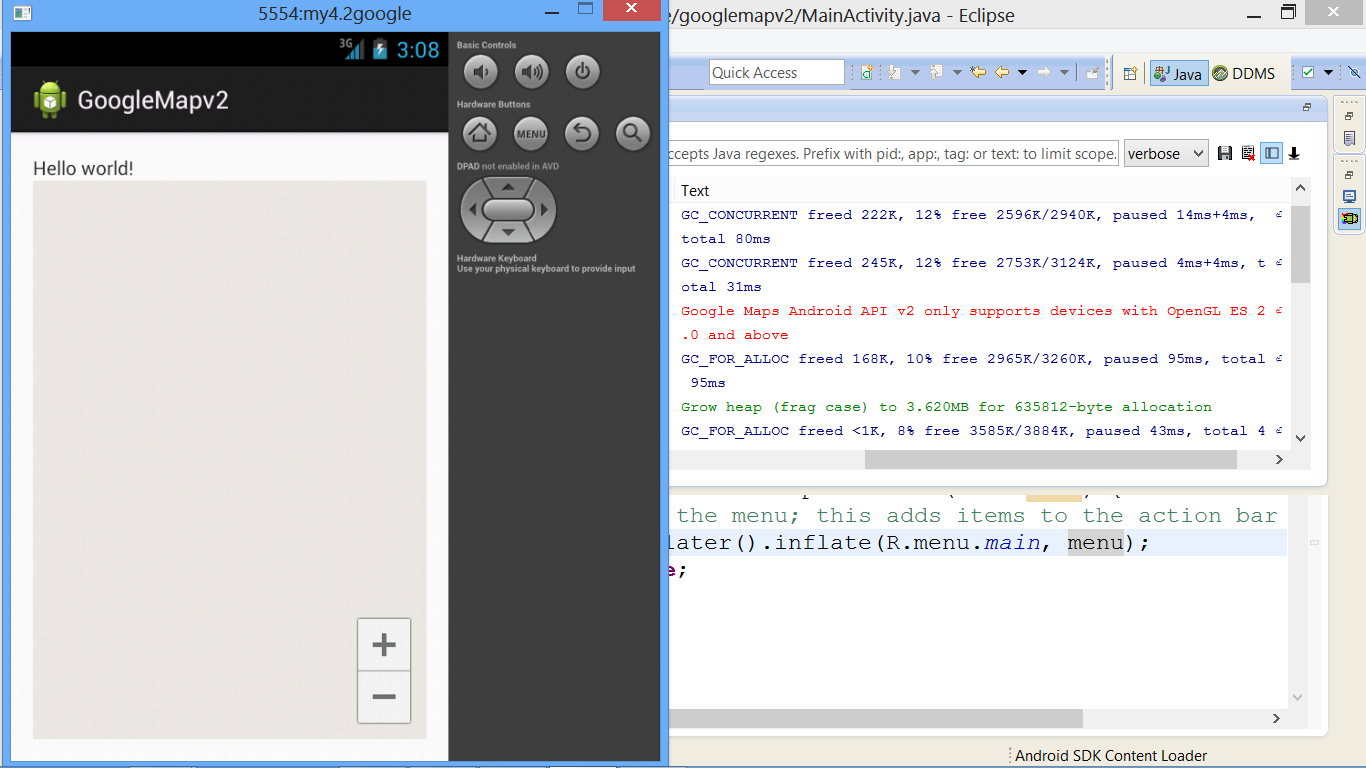 5554:my4.2google
3G 3:08
GoogleMapv2
Hello world!
+
−
Basic Controls
Hardware Buttons
MENU
DPAD not enabled in AVD
Hardware Keyboard
Use your physical keyboard to provide input
e/googlemapv2/MainActivity.java - Eclipse
Quick Access
Java
DDMS
ccepts Java regexes. Prefix with pid:, app:, tag: or text: to limit scope.
verbose
Text
GC_CONCURRENT freed 222K, 12% free 2596K/2940K, paused 14ms+4ms,
total 80ms
GC_CONCURRENT freed 245K, 12% free 2753K/3124K, paused 4ms+4ms, t
otal 31ms
Google Maps Android API v2 only supports devices with OpenGL ES 2
.0 and above
GC_FOR_ALLOC freed 168K, 10% free 2965K/3260K, paused 95ms, total
95ms
Grow heap (frag case) to 3.620MB for 635812-byte allocation
GC_FOR_ALLOC freed <1K, 8% free 3585K/3884K, paused 43ms, total 4
the menu; this adds items to the action bar
later().inflate(R.menu.main, menu);
e;
Android SDK Content Loader